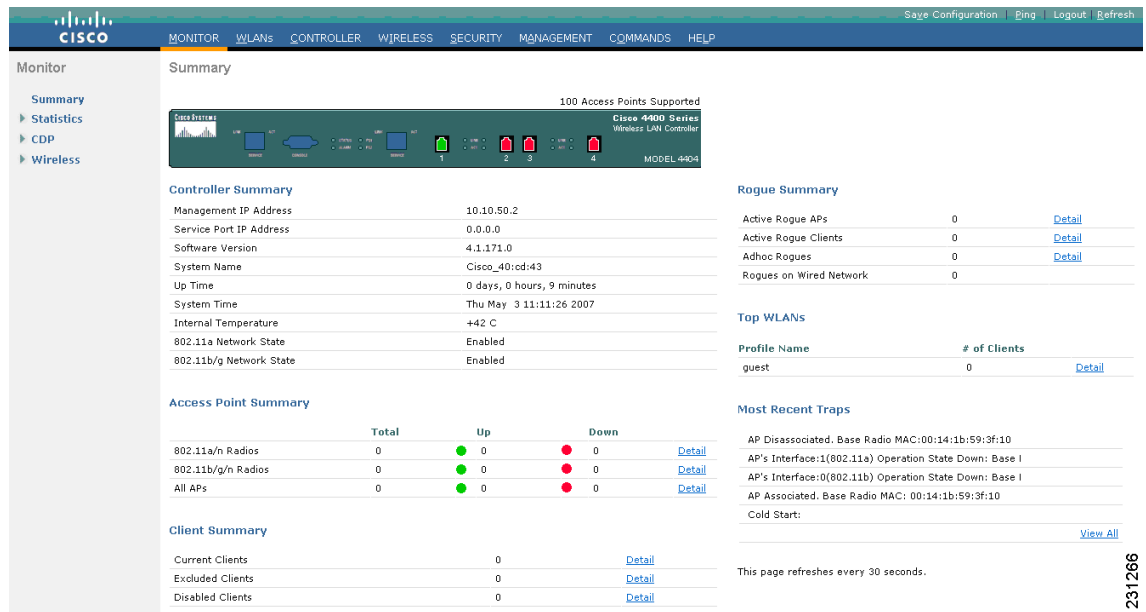 Save Configuration | Ping | Logout | Refresh
CISCO
MONITOR WLANs CONTROLLER WIRELESS SECURITY MANAGEMENT COMMANDS HELP
Monitor
Summary
Statistics
CDP
Wireless
Summary
100 Access Points Supported
CISCO SYSTEMS
Cisco 4400 Series
Wireless LAN Controller
1 2 3 4
MODEL 4404
Controller Summary
Management IP Address 10.10.50.2
Service Port IP Address 0.0.0.0
Software Version 4.1.171.0
System Name Cisco_40:cd:43
Up Time 0 days, 0 hours, 9 minutes
System Time Thu May 3 11:11:26 2007
Internal Temperature +42 C
802.11a Network State Enabled
802.11b/g Network State Enabled
Access Point Summary
Total Up Down
802.11a/n Radios 0 0 0 Detail
802.11b/g/n Radios 0 0 0 Detail
All APs 0 0 0 Detail
Client Summary
Current Clients 0 Detail
Excluded Clients 0 Detail
Disabled Clients 0 Detail
Rogue Summary
Active Rogue APs 0 Detail
Active Rogue Clients 0 Detail
Adhoc Rogues 0 Detail
Rogues on Wired Network 0
Top WLANs
Profile Name # of Clients
guest 0 Detail
Most Recent Traps
AP Disassociated. Base Radio MAC:00:14:1b:59:3f:10
AP's Interface:1(802.11a) Operation State Down: Base I
AP's Interface:0(802.11b) Operation State Down: Base I
AP Associated. Base Radio MAC: 00:14:1b:59:3f:10
Cold Start:
View All
This page refreshes every 30 seconds.
231266